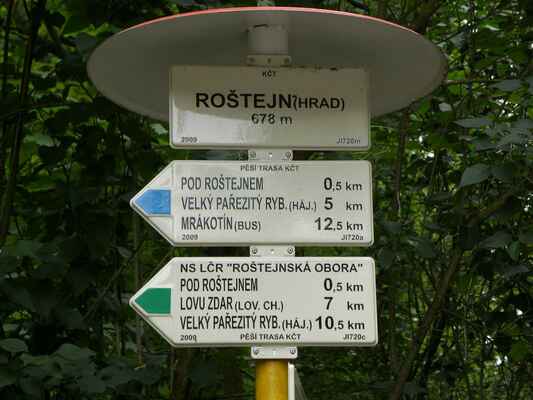 KČT
ROŠTEJN(HRAD)
678 m
2009 JI720m
PĚŠÍ TRASA KČT
POD ROŠTEJNEM 0,5 km
VELKÝ PAŘEZITÝ RYB.(HÁJ.) 5 km
MRÁKOTÍN(BUS) 12,5 km
2009 JI720a
NS LČR "ROŠTEJNSKÁ OBORA"
POD ROŠTEJNEM 0,5 km
LOVU ZDAR(LOV. CH.) 7 km
VELKÝ PAŘEZITÝ RYB.(HÁJ.) 10,5 km
2009 PĚŠÍ TRASA KČT JI720c